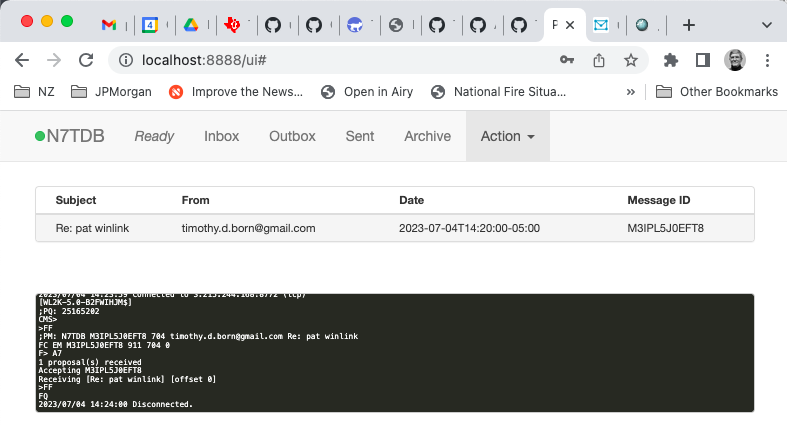 localhost:8888/ui#
NZ JPMorgan Improve the News... Open in Airy National Fire Situa... » Other Bookmarks
N7TDB Ready Inbox Outbox Sent Archive Action
Subject From Date Message ID
Re: pat winlink timothy.d.born@gmail.com 2023-07-04T14:20:00-05:00 M3IPL5J0EFT8
[WL2K-5.0-B2FWIHJM$]
;PQ: 25165202
CMS>
>FF
;PM: N7TDB M3IPL5J0EFT8 704 timothy.d.born@gmail.com Re: pat winlink
FC EM M3IPL5J0EFT8 911 704 0
F> A7
1 proposal(s) received
Accepting M3IPL5J0EFT8
Receiving [Re: pat winlink] [offset 0]
>FF
FQ
2023/07/04 14:24:00 Disconnected.